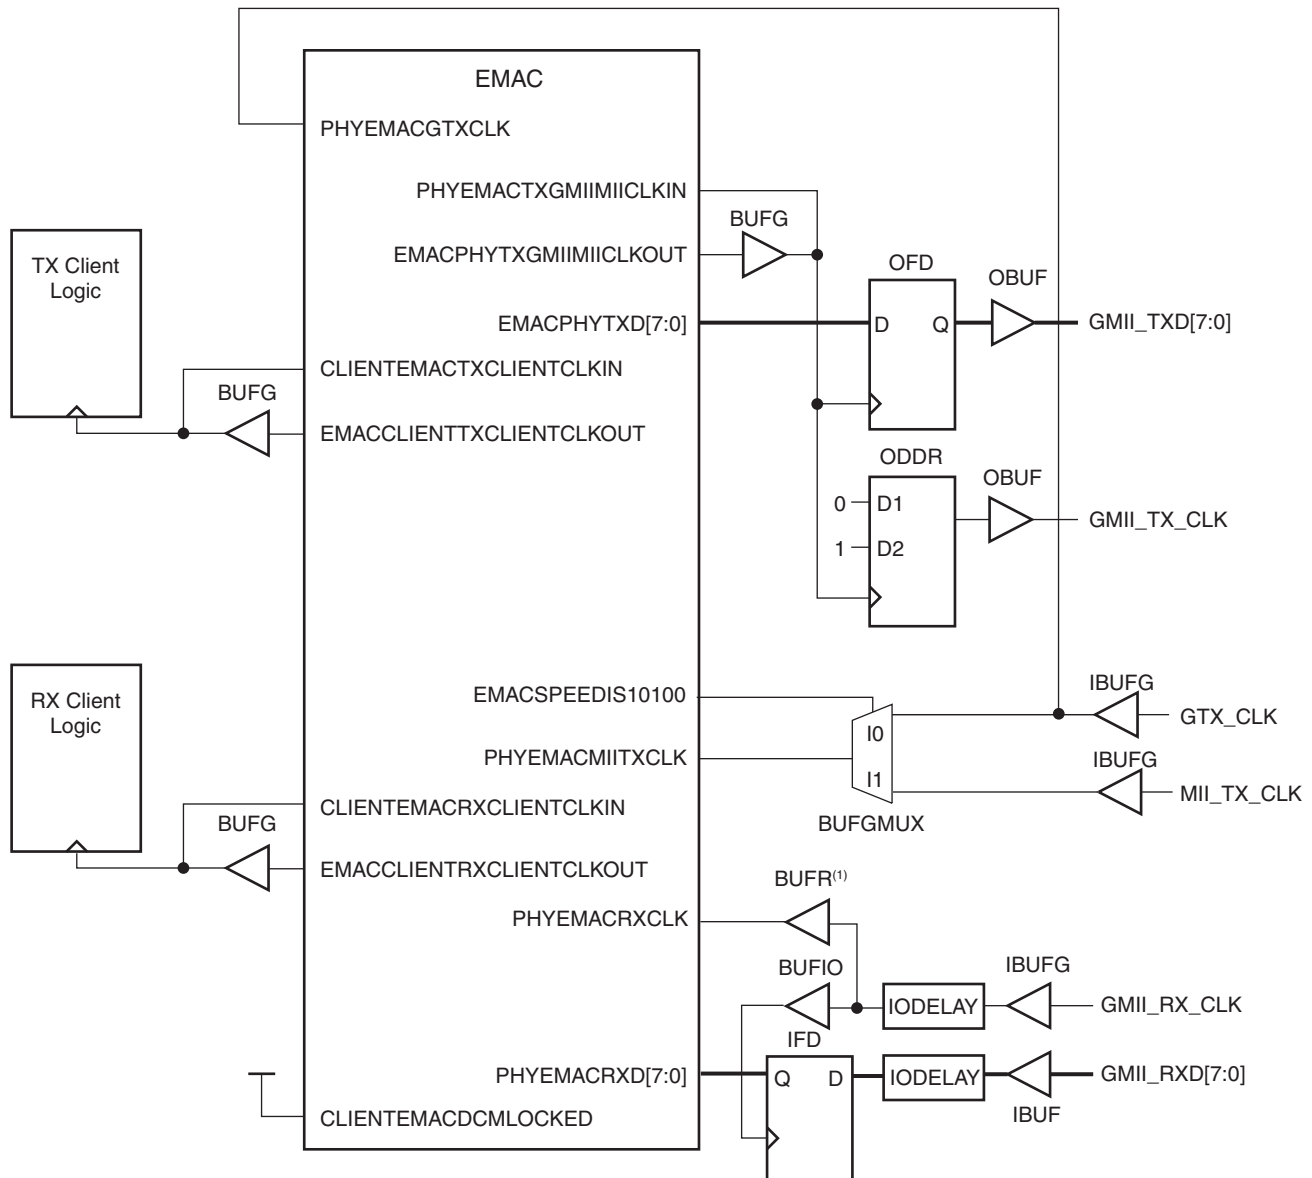 EMAC
PHYEMACGTXCLK
PHYEMACTXGMIIMIICLKIN
BUFG
EMACPHYTXGMIIMIICLKOUT
TX Client
Logic
OFD
OBUF
EMACPHYTXD[7:0]
D
Q
GMII_TXD[7:0]
CLIENTEMACTXCLIENTCLKIN
BUFG
EMACCLIENTTXCLIENTCLKOUT
ODDR
OBUF
0
D1
GMII_TX_CLK
1
D2
EMACSPEEDIS10100
IBUFG
RX Client
Logic
I0
GTX_CLK
PHYEMACMIITXCLK
IBUFG
I1
MII_TX_CLK
CLIENTEMACRXCLIENTCLKIN
BUFG
BUFGMUX
EMACCLIENTRXCLIENTCLKOUT
BUFR(1)
PHYEMACRXCLK
BUFIO
IBUFG
IODELAY
GMII_RX_CLK
IFD
PHYEMACRXD[7:0]
Q
D
IODELAY
GMII_RXD[7:0]
CLIENTEMACDCMLOCKED
IBUF